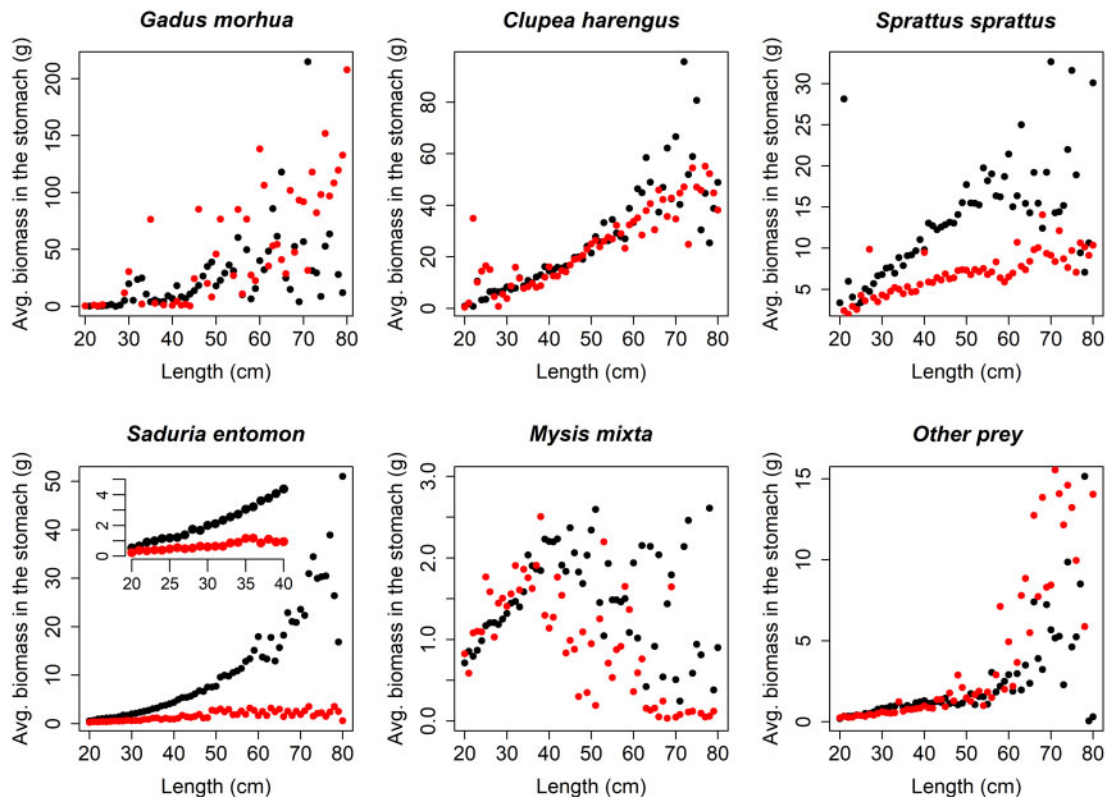 Gadus morhua
Avg. biomass in the stomach (g)
200
150
100
50
0
20 30 40 50 60 70 80
Length (cm)
Clupea harengus
Avg. biomass in the stomach (g)
80
60
40
20
0
20 30 40 50 60 70 80
Length (cm)
Sprattus sprattus
Avg. biomass in the stomach (g)
30
25
20
15
10
5
20 30 40 50 60 70 80
Length (cm)
Saduria entomon
Avg. biomass in the stomach (g)
50
40
30
20
10
0
4
2
1
0
20 25 30 35 40
20 30 40 50 60 70 80
Length (cm)
Mysis mixta
Avg. biomass in the stomach (g)
3.0
2.0
1.0
0.0
20 30 40 50 60 70 80
Length (cm)
Other prey
Avg. biomass in the stomach (g)
15
10
5
0
20 30 40 50 60 70 80
Length (cm)